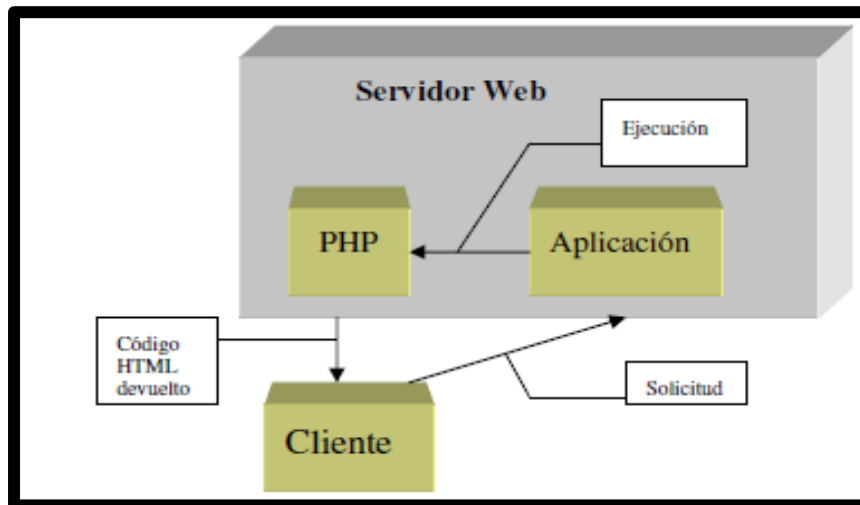 Servidor Web
Ejecución
PHP
Aplicación
Código
HTML
devuelto
Solicitud
Cliente